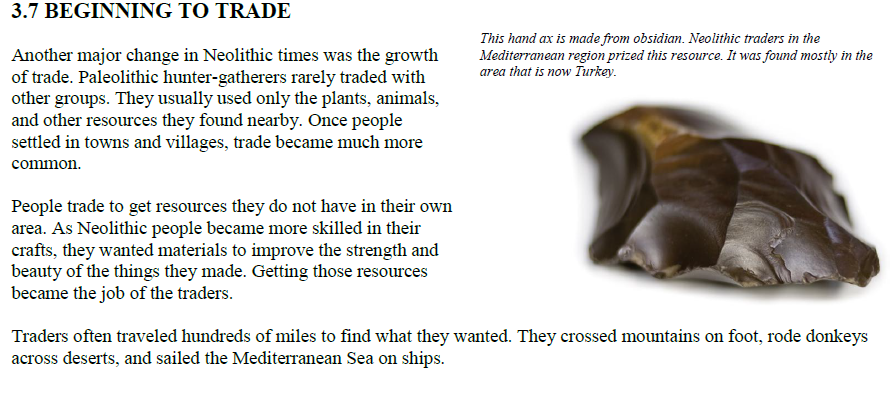 3.7 BEGINNING TO TRADE
Another major change in Neolithic times was the growth
of trade. Paleolithic hunter-gatherers rarely traded with
other groups. They usually used only the plants, animals,
and other resources they found nearby. Once people
settled in towns and villages, trade became much more
common.
This hand ax is made from obsidian. Neolithic traders in the
Mediterranean region prized this resource. It was found mostly in the
area that is now Turkey.
People trade to get resources they do not have in their own
area. As Neolithic people became more skilled in their
crafts, they wanted materials to improve the strength and
beauty of the things they made. Getting those resources
became the job of the traders.
Traders often traveled hundreds of miles to find what they wanted. They crossed mountains on foot, rode donkeys
across deserts, and sailed the Mediterranean Sea on ships.